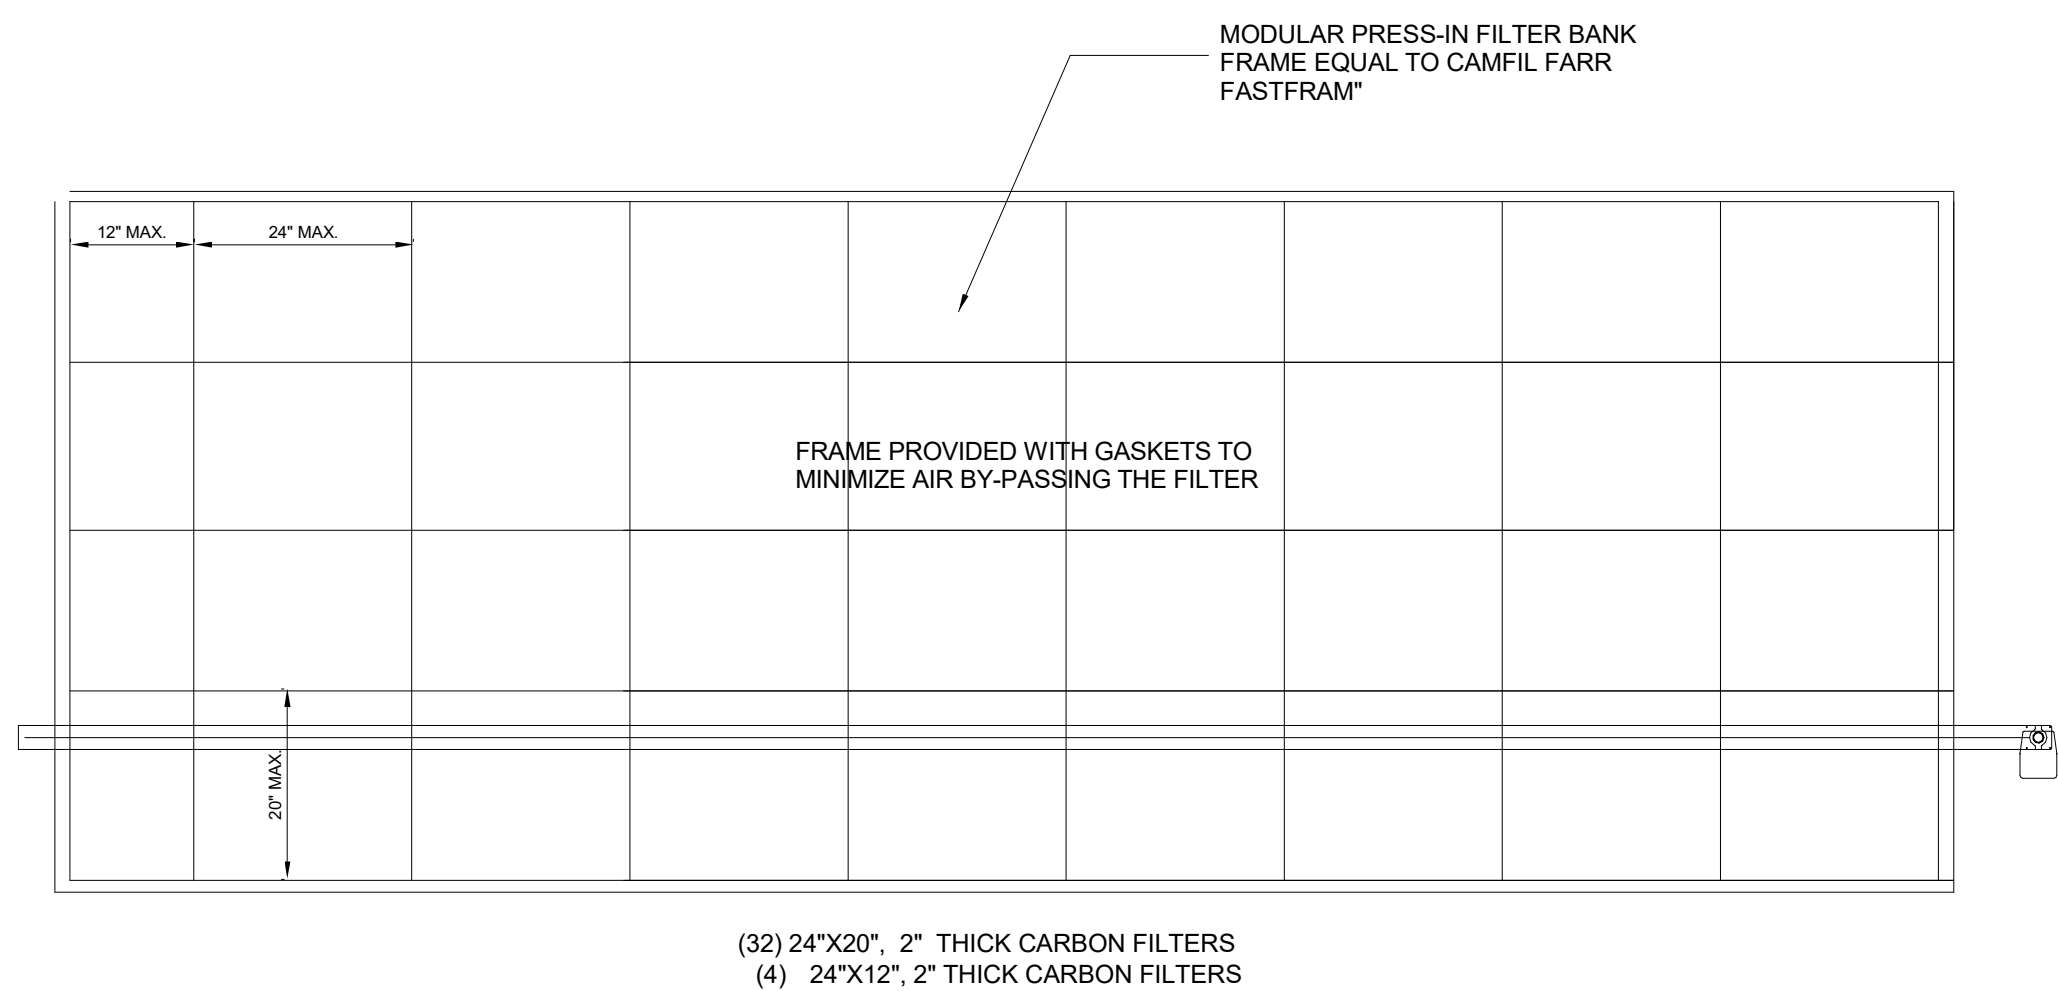 MODULAR PRESS-IN FILTER BANK
FRAME EQUAL TO CAMFIL FARR
FASTFRAM"
12" MAX.
24" MAX.
FRAME PROVIDED WITH GASKETS TO
MINIMIZE AIR BY-PASSING THE FILTER
20" MAX.
(32) 24"X20", 2" THICK CARBON FILTERS
(4) 24"X12", 2" THICK CARBON FILTERS